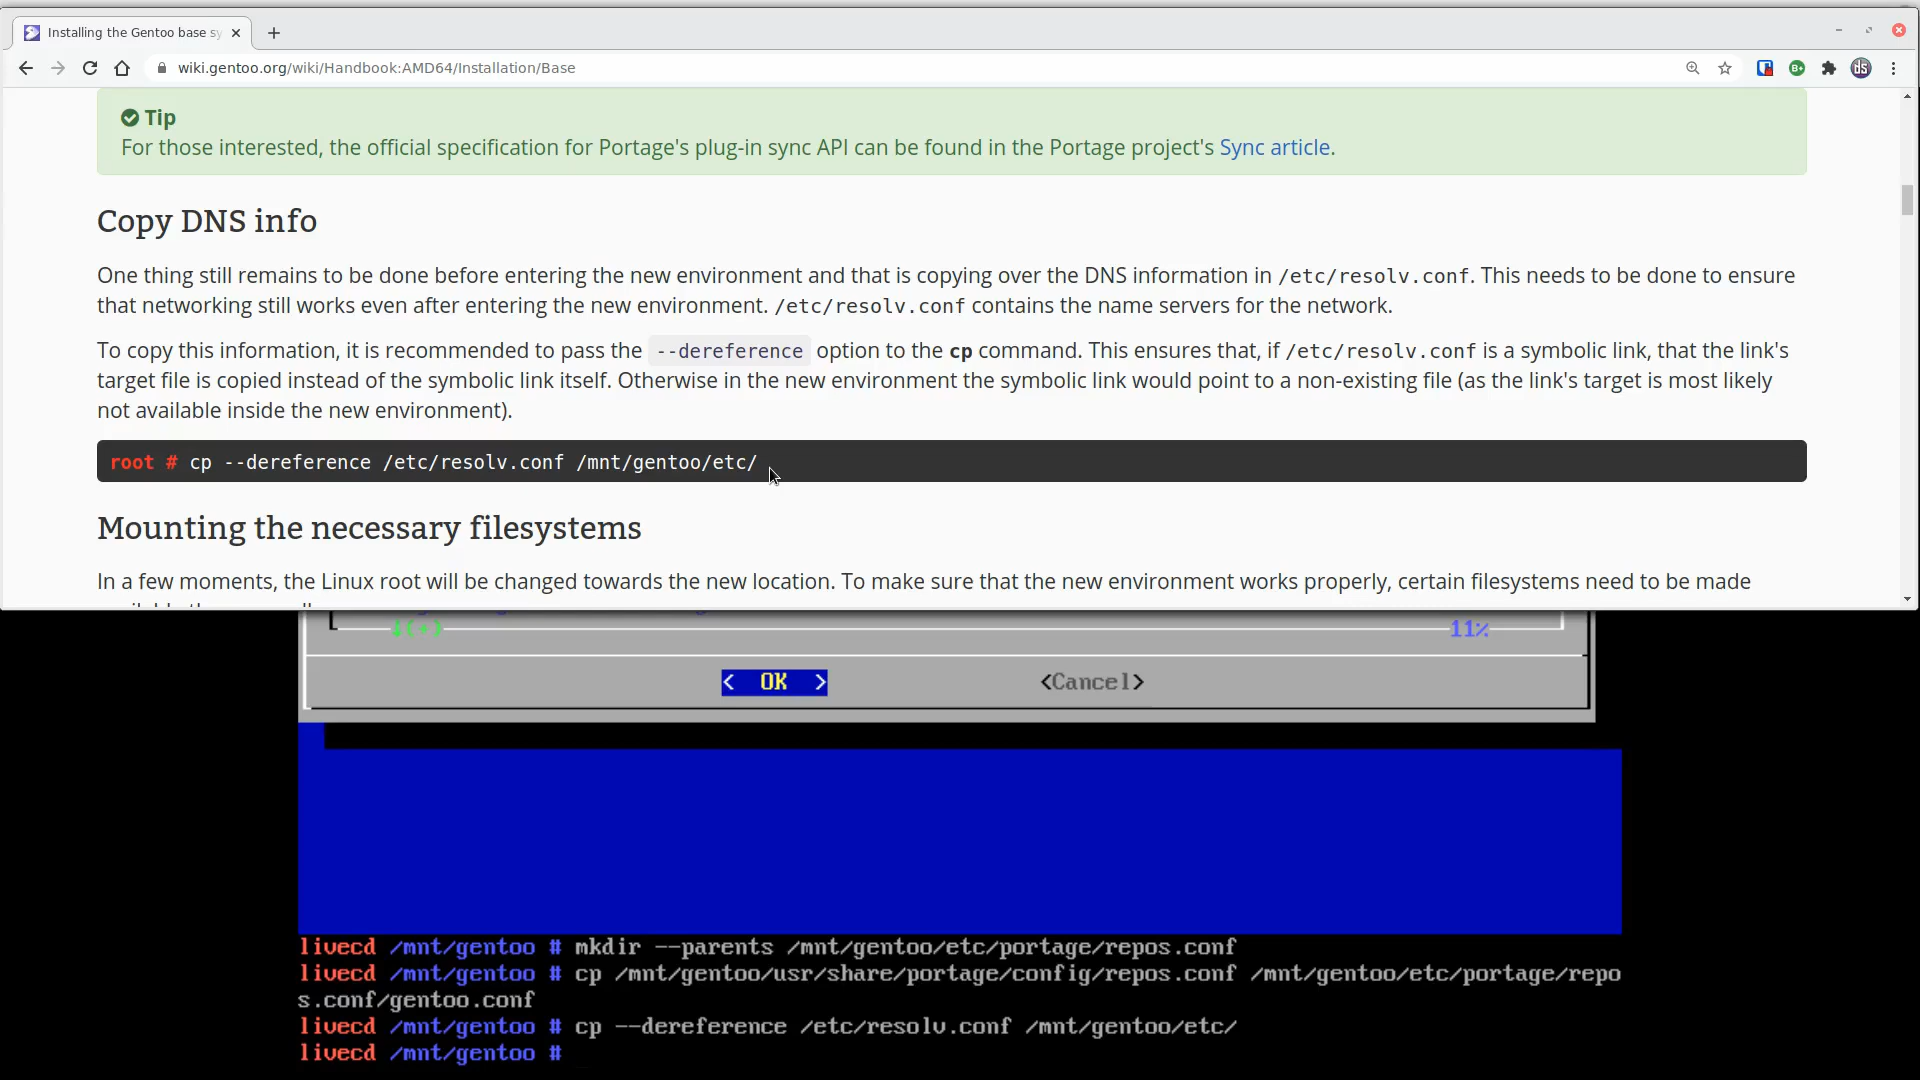 Installing the Gentoo base sy
wiki.gentoo.org/wiki/Handbook:AMD64/Installation/Base
B+
ds
Tip
For those interested, the official specification for Portage's plug-in sync API can be found in the Portage project's Sync article.
Copy DNS info
One thing still remains to be done before entering the new environment and that is copying over the DNS information in /etc/resolv.conf. This needs to be done to ensure
that networking still works even after entering the new environment. /etc/resolv.conf contains the name servers for the network.
To copy this information, it is recommended to pass the --dereference option to the cp command. This ensures that, if /etc/resolv.conf is a symbolic link, that the link's
target file is copied instead of the symbolic link itself. Otherwise in the new environment the symbolic link would point to a non-existing file (as the link's target is most likely
not available inside the new environment).
root # cp --dereference /etc/resolv.conf /mnt/gentoo/etc/
Mounting the necessary filesystems
In a few moments, the Linux root will be changed towards the new location. To make sure that the new environment works properly, certain filesystems need to be made
↓(+) 11%
< OK > <Cancel>
livecd /mnt/gentoo # mkdir --parents /mnt/gentoo/etc/portage/repos.conf
livecd /mnt/gentoo # cp /mnt/gentoo/usr/share/portage/config/repos.conf /mnt/gentoo/etc/portage/repo
s.conf/gentoo.conf
livecd /mnt/gentoo # cp --dereference /etc/resolv.conf /mnt/gentoo/etc/
livecd /mnt/gentoo #